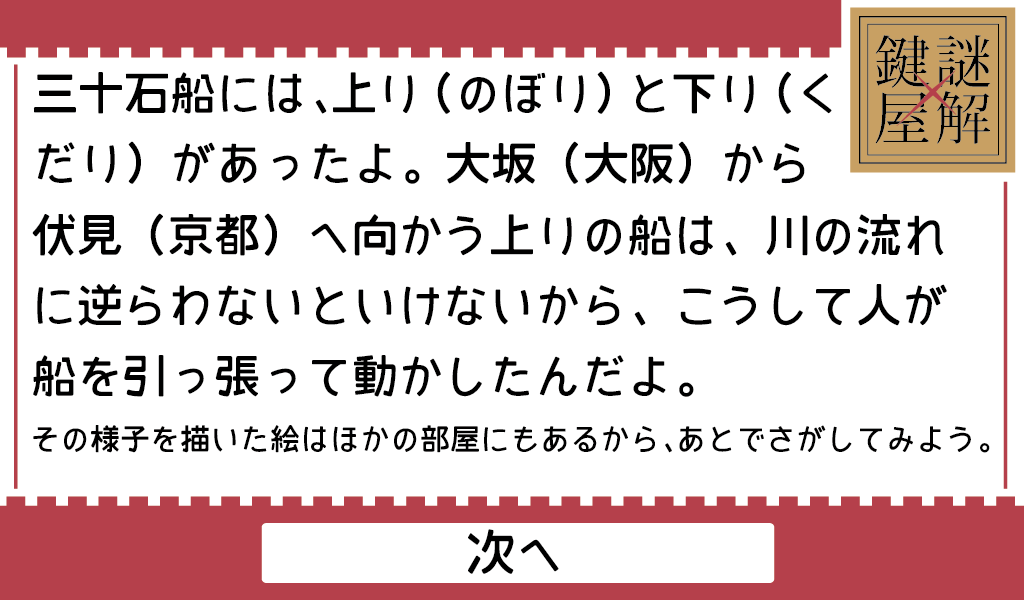 三十石船には、上り（のぼり）と下り（く
だり）があったよ。大坂（大阪）から
伏見（京都）へ向かう上りの船は、川の流れ
に逆らわないといけないから、こうして人が
船を引っ張って動かしたんだよ。
その様子を描いた絵はほかの部屋にもあるから、あとでさがしてみよう。
謎解
×
鍵屋
次へ